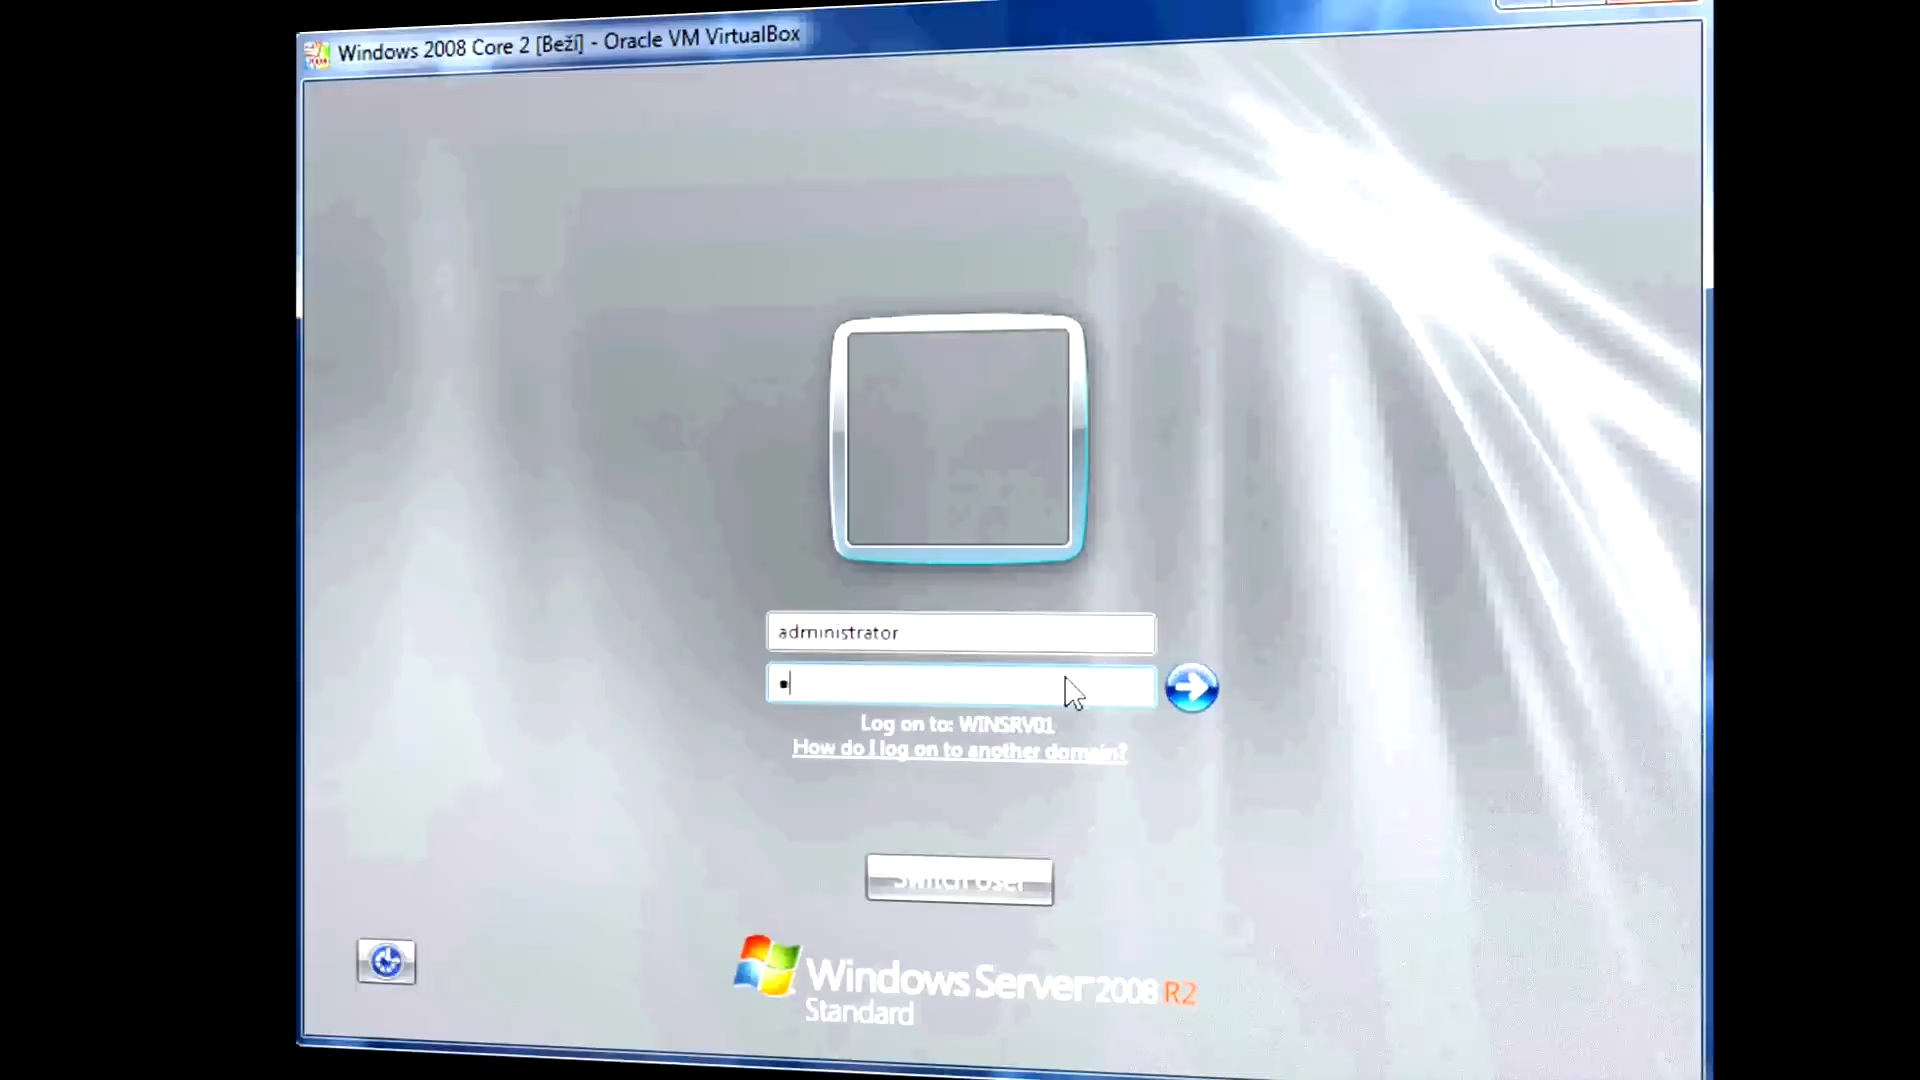 Windows 2008 Core 2 [Beží] - Oracle VM VirtualBox
administrator
Log on to: WINSRV01
How do I log on to another domain?
Switch User
Windows Server 2008 R2
Standard